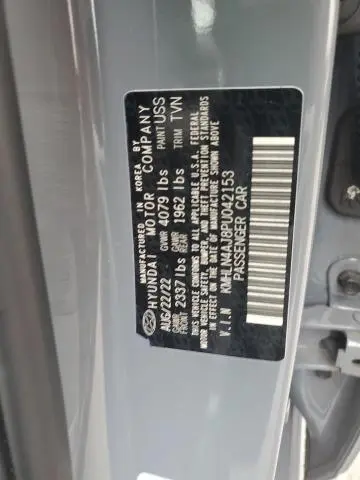 MANUFACTURED IN KOREA BY
HYUNDAI MOTOR COMPANY
AUG/22/22 GVWR 4079 lbs PAINT USS
GAWR FRONT 2337 lbs GAWR REAR 1962 lbs TRIM TVN
THIS VEHICLE CONFORMS TO ALL APPLICABLE U.S.A. FEDERAL
MOTOR VEHICLE SAFETY, BUMPER, AND THEFT PREVENTION STANDARDS
IN EFFECT ON THE DATE OF MANUFACTURE SHOWN ABOVE.
V.I.N KMHLN4AJ8PU042153
PASSENGER CAR